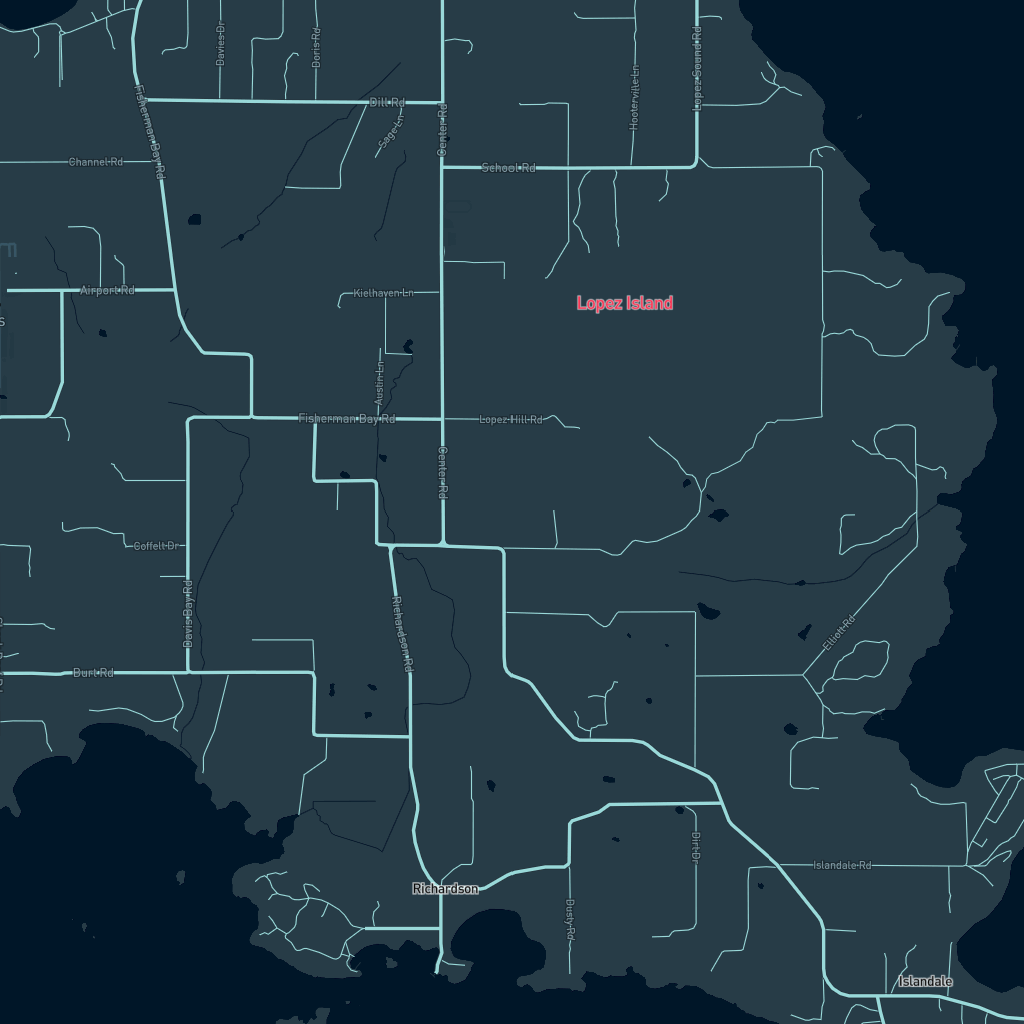 Davies Dr
Doris Rd
Lopez Sound Rd
Hooterville Ln
Dill Rd
Fisherman Bay Rd
Sage Ln
Center Rd
Channel Rd
School Rd
Airport Rd
Kielhaven Ln
Lopez Island
Austin Ln
Fisherman Bay Rd
Lopez Hill Rd
Center Rd
Coffelt Dr
Davis Bay Rd
Richardson Rd
Elliott Rd
Burt Rd
Dirt Dr
Islandale Rd
Richardson
Dusty Rd
Islandale